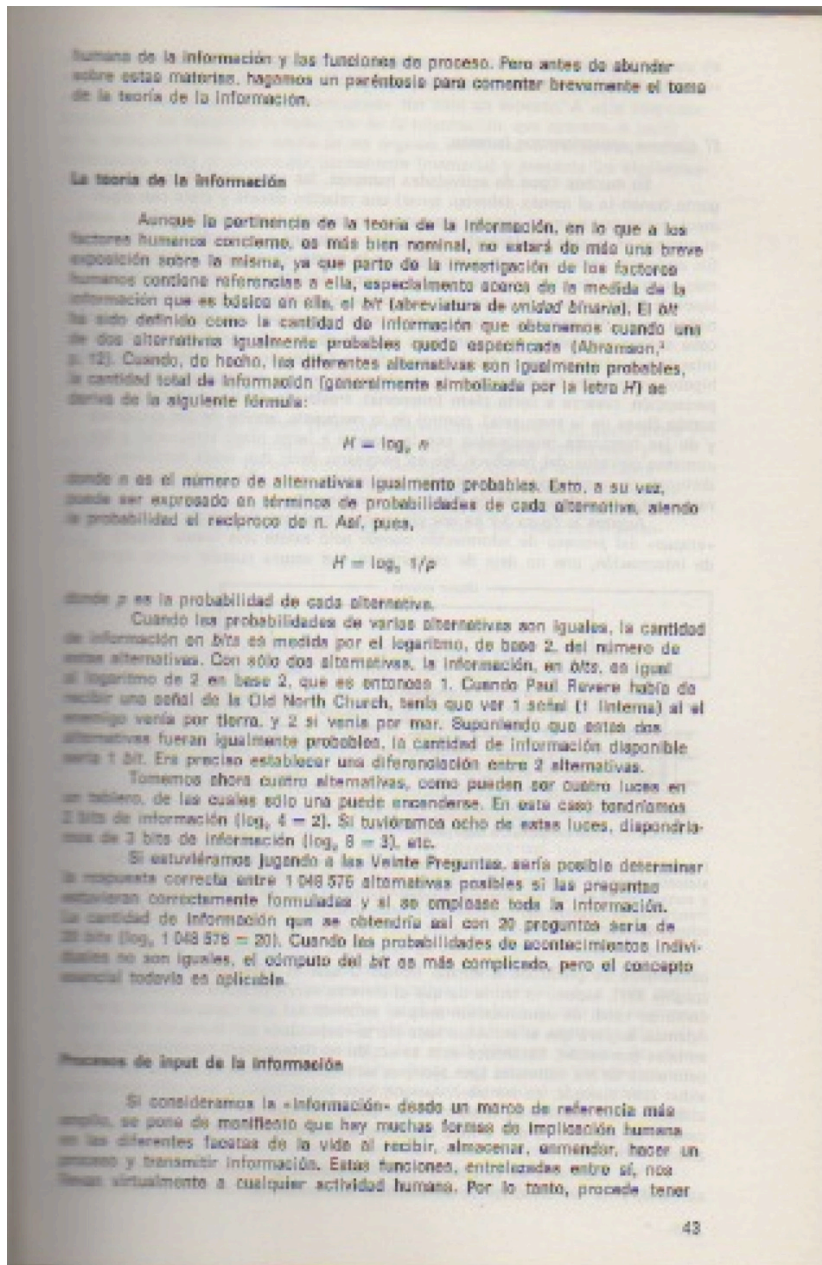 humana de la información y las funciones de proceso. Pero antes de abundar
sobre estas materias, hagamos un paréntesis para comentar brevemente el tema
de la teoría de la información.
La teoría de la información
Aunque la pertinencia de la teoría de la información, en lo que a los
factores humanos concierne, es más bien nominal, no estará de más una breve
exposición sobre la misma, ya que parte de la investigación de los factores
humanos contiene referencias a ella, especialmente acerca de la medida de la
información que es básica en ella, el bit (abreviatura de unidad binaria). El bit
ha sido definido como la cantidad de información que obtenemos cuando una
de dos alternativas igualmente probables queda especificada (Abramson,
p. 12). Cuando, de hecho, las diferentes alternativas son igualmente probables,
la cantidad total de información (generalmente simbolizada por la letra H) se
deriva de la siguiente fórmula:
H = log₂ n
donde n es el número de alternativas igualmente probables. Esto, a su vez,
puede ser expresado en términos de probabilidades de cada alternativa, siendo
la probabilidad el recíproco de n. Así, pues,
H = log₂ 1/p
donde p es la probabilidad de cada alternativa.
Cuando las probabilidades de varias alternativas son iguales, la cantidad
de información en bits es medida por el logaritmo, de base 2, del número de
estas alternativas. Con sólo dos alternativas, la información, en bits, es igual
al logaritmo de 2 en base 2, que es entonces 1. Cuando Paul Revere había de
recibir una señal de la Old North Church, tenía que ver 1 señal (1 linterna) si el
enemigo venía por tierra, y 2 si venía por mar. Suponiendo que estas dos
alternativas fueran igualmente probables, la cantidad de información disponible
sería 1 bit. Era preciso establecer una diferenciación entre 2 alternativas.
Tomemos ahora cuatro alternativas, como pueden ser cuatro luces en
un tablero, de las cuales sólo una puede encenderse. En este caso tendríamos
2 bits de información (log₂ 4 = 2). Si tuviéramos ocho de estas luces, dispondría-
mos de 3 bits de información (log₂ 8 = 3), etc.
Si estuviéramos jugando a las Veinte Preguntas, sería posible determinar
la respuesta correcta entre 1 048 576 alternativas posibles si las preguntas
estuvieran correctamente formuladas y si se emplease toda la información.
La cantidad de información que se obtendría así con 20 preguntas sería de
20 bits (log₂ 1 048 576 = 20). Cuando las probabilidades de acontecimientos indivi-
duales no son iguales, el cómputo del bit es más complicado, pero el concepto
esencial todavía es aplicable.
Procesos de input de la información
Si consideramos la «información» desde un marco de referencia más
amplio, se pone de manifiesto que hay muchas formas de implicación humana
en las diferentes facetas de la vida al recibir, almacenar, enmendar, hacer un
proceso y transmitir información. Estas funciones, entrelazadas entre sí, nos
llevan virtualmente a cualquier actividad humana. Por lo tanto, procede tener
43